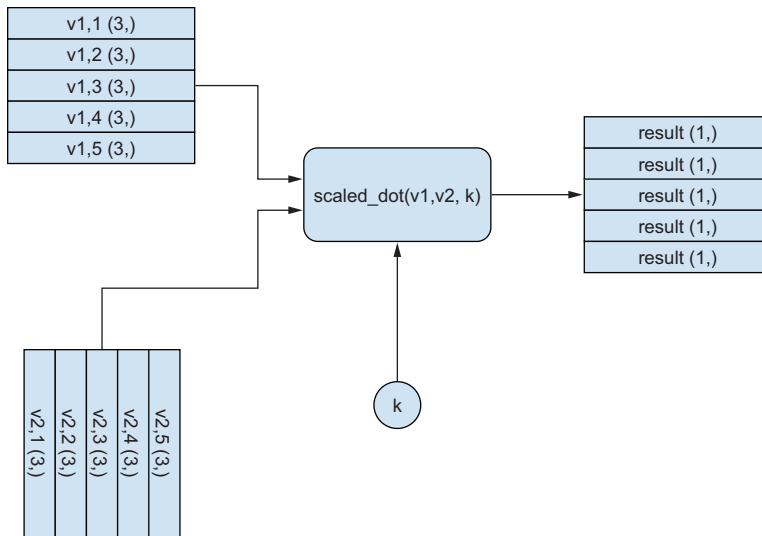 v1,1 (3,)
v1,2 (3,)
v1,3 (3,)
v1,4 (3,)
v1,5 (3,)
scaled_dot(v1,v2, k)
result (1,)
result (1,)
result (1,)
result (1,)
result (1,)
v2,1 (3,)
v2,2 (3,)
v2,3 (3,)
v2,4 (3,)
v2,5 (3,)
k